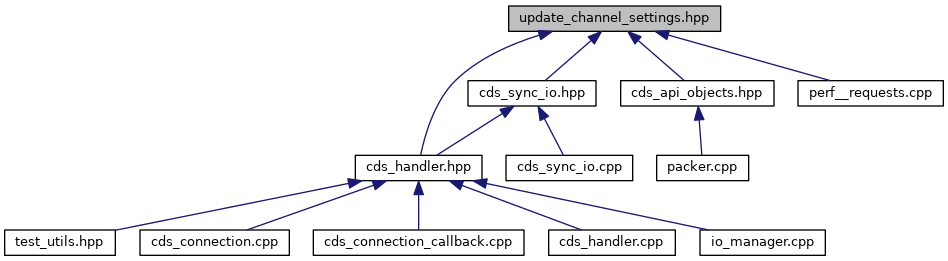 update_channel_settings.hpp
cds_sync_io.hpp
cds_api_objects.hpp
perf__requests.cpp
cds_handler.hpp
cds_sync_io.cpp
packer.cpp
test_utils.hpp
cds_connection.cpp
cds_connection_callback.cpp
cds_handler.cpp
io_manager.cpp